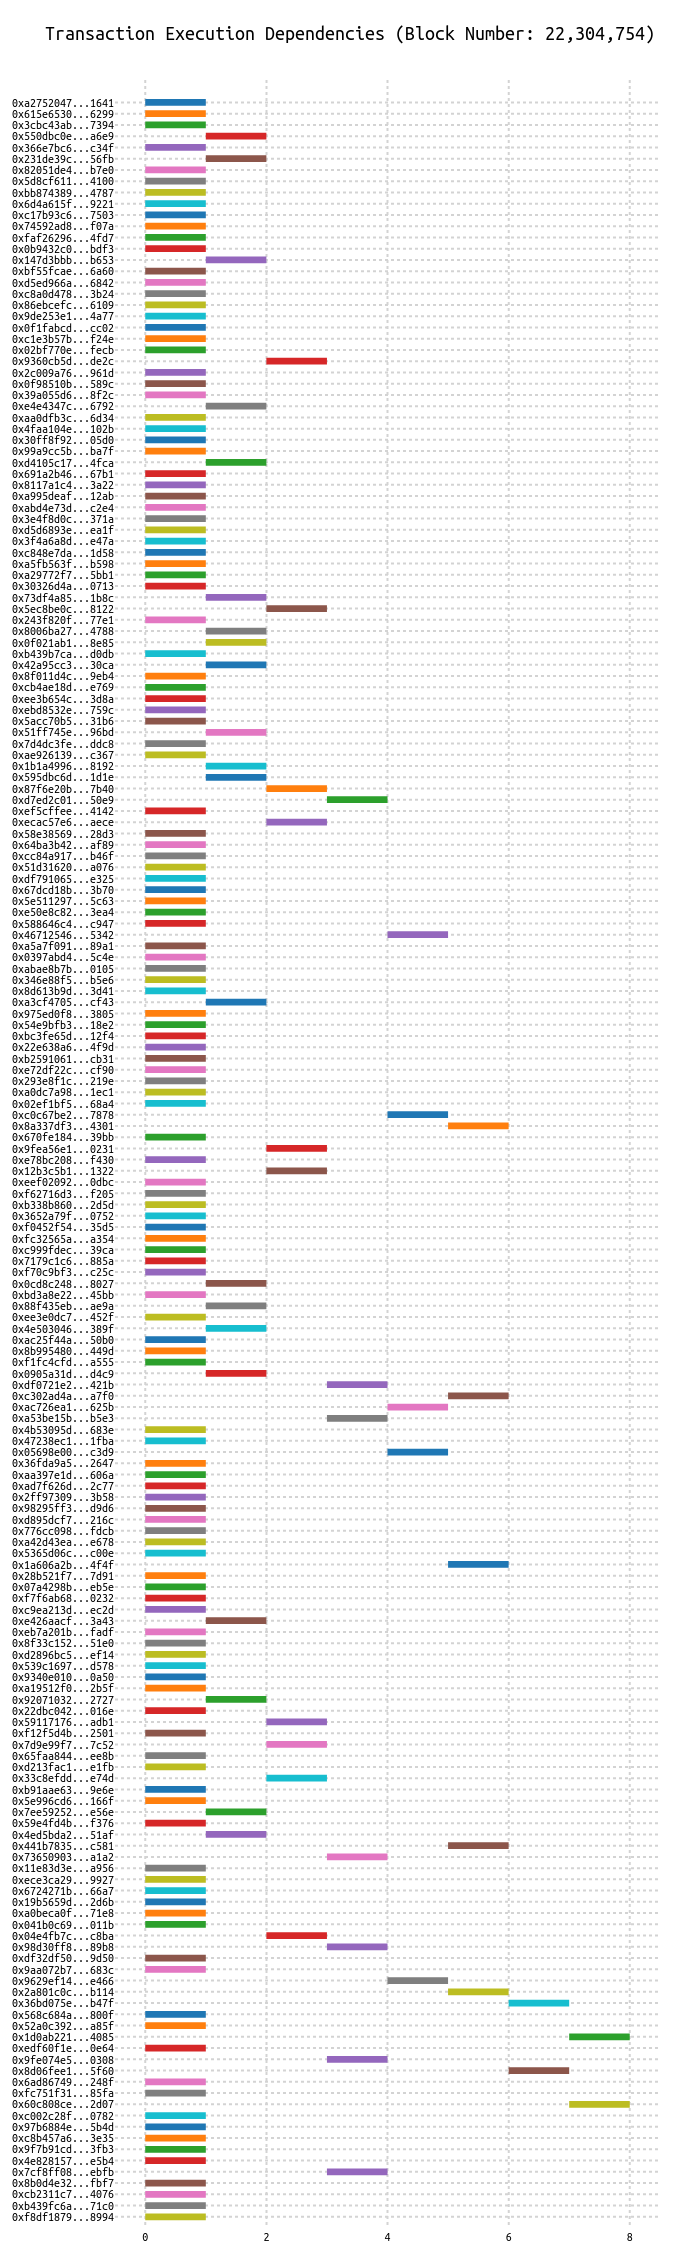 Transaction Execution Dependencies (Block Number: 22,304,754)
0xa2752047...1641
0x615e6530...6299
0x3cbc43ab...7394
0x550dbc0e...a6e9
0x366e7bc6...c34f
0x231de39c...56fb
0x82051de4...b7e0
0x5d8cf611...4100
0xbb874389...4787
0x6d4a615f...9221
0xc17b93c6...7503
0x74592ad8...f07a
0xfaf26296...4fd7
0x0b9432c0...bdf3
0x147d3bbb...b653
0xbf55fcae...6a60
0xd5ed966a...6842
0xc8a0d478...3b24
0x86ebcefc...6109
0x9de253e1...4a77
0x0f1fabcd...cc02
0xc1e3b57b...f24e
0x02bf770e...fecb
0x9360cb5d...de2c
0x2c009a76...961d
0x0f98510b...589c
0x39a055d6...8f2c
0xe4e4347c...6792
0xaa0dfb3c...6d34
0x4faa104e...102b
0x30ff8f92...05d0
0x99a9cc5b...ba7f
0xd4105c17...4fca
0x691a2b46...67b1
0x8117a1c4...3a22
0xa995deaf...12ab
0xabd4e73d...c2e4
0x3e4f8d0c...371a
0xd5d6893e...ea1f
0x3f4a6a8d...e47a
0xc848e7da...1d58
0xa5fb563f...b598
0xa29772f7...5bb1
0x30326d4a...0713
0x73df4a85...1b8c
0x5ec8be0c...8122
0x243f820f...77e1
0x8006ba27...4788
0x0f021ab1...8e85
0xb439b7ca...d0db
0x42a95cc3...30ca
0x8f011d4c...9eb4
0xcb4ae18d...e769
0xee3b654c...3d8a
0xebd8532e...759c
0x5acc70b5...31b6
0x51ff745e...96bd
0x7d4dc3fe...ddc8
0xae926139...c367
0x1b1a4996...8192
0x595dbc6d...1d1e
0x87f6e20b...7b40
0xd7ed2c01...50e9
0xef5cffee...4142
0xecac57e6...aece
0x58e38569...28d3
0x64ba3b42...af89
0xcc84a917...b46f
0x51d31620...a076
0xdf791065...e325
0x67dcd18b...3b70
0x5e511297...5c63
0xe50e8c82...3ea4
0x588646c4...c947
0x46712546...5342
0xa5a7f091...89a1
0x0397abd4...5c4e
0xabae8b7b...0105
0x346e88f5...b5e6
0x8d613b9d...3d41
0xa3cf4705...cf43
0x975ed0f8...3805
0x54e9bfb3...18e2
0xbc3fe65d...12f4
0x22e638a6...4f9d
0xb2591061...cb31
0xe72df22c...cf90
0x293e8f1c...219e
0xa0dc7a98...1ec1
0x02ef1bf5...68a4
0xc0c67be2...7878
0x8a337df3...4301
0x670fe184...39bb
0x9fea56e1...0231
0xe78bc208...f430
0x12b3c5b1...1322
0xeef02092...0dbc
0xf62716d3...f205
0xb338b860...2d5d
0x3652a79f...0752
0xf0452f54...35d5
0xfc32565a...a354
0xc999fdec...39ca
0x7179c1c6...885a
0xf70c9bf3...c25c
0x0cd8c248...8027
0xbd3a8e22...45bb
0x88f435eb...ae9a
0xee3e0dc7...452f
0x4e503046...389f
0xac25f44a...50b0
0x8b995480...449d
0xf1fc4cfd...a555
0x0905a31d...d4c9
0xdf0721e2...421b
0xc302ad4a...a7f0
0xac726ea1...625b
0xa53be15b...b5e3
0x4b53095d...683e
0x47238ec1...1fba
0x05698e00...c3d9
0x36fda9a5...2647
0xaa397e1d...606a
0xad7f626d...2c77
0x2ff97309...3b58
0x98295ff3...d9d6
0xd895dcf7...216c
0x776cc098...fdcb
0xa42d43ea...e678
0x5365d06c...c00e
0x1a606a2b...4f4f
0x28b521f7...7d91
0x07a4298b...eb5e
0xf7f6ab68...0232
0xc9ea213d...ec2d
0xe426aacf...3a43
0xeb7a201b...fadf
0x8f33c152...51e0
0xd2896bc5...ef14
0x539c1697...d578
0x9340e010...0a50
0xa19512f0...2b5f
0x92071032...2727
0x22dbc042...016e
0x59117176...adb1
0xf12f5d4b...2501
0x7d9e99f7...7c52
0x65faa844...ee8b
0xd213fac1...e1fb
0x33c8efdd...e74d
0xb91aae63...9e6e
0x5e996cd6...166f
0x7ee59252...e56e
0x59e4fd4b...f376
0x4ed5bda2...51af
0x441b7835...c581
0x73650903...a1a2
0x11e83d3e...a956
0xece3ca29...9927
0x6724271b...66a7
0x19b5659d...2d6b
0xa0beca0f...71e8
0x041b0c69...011b
0x04e4fb7c...c8ba
0x98d30ff8...89b8
0xdf32df50...9d50
0x9aa072b7...683c
0x9629ef14...e466
0x2a801c0c...b114
0x36bd075e...b47f
0x568c684a...800f
0x52a0c392...a85f
0x1d0ab221...4085
0xedf60f1e...0e64
0x9fe074e5...0308
0x8d06fee1...5f60
0x6ad86749...248f
0xfc751f31...85fa
0x60c808ce...2d07
0xc002c28f...0782
0x97b6884e...5b4d
0xc8b457a6...3e35
0x9f7b91cd...3fb3
0x4e828157...e5b4
0x7cf8ff08...ebfb
0x8b0d4e32...fbf7
0xcb2311c7...4076
0xb439fc6a...71c0
0xf8df1879...8994
0 2 4 6 8